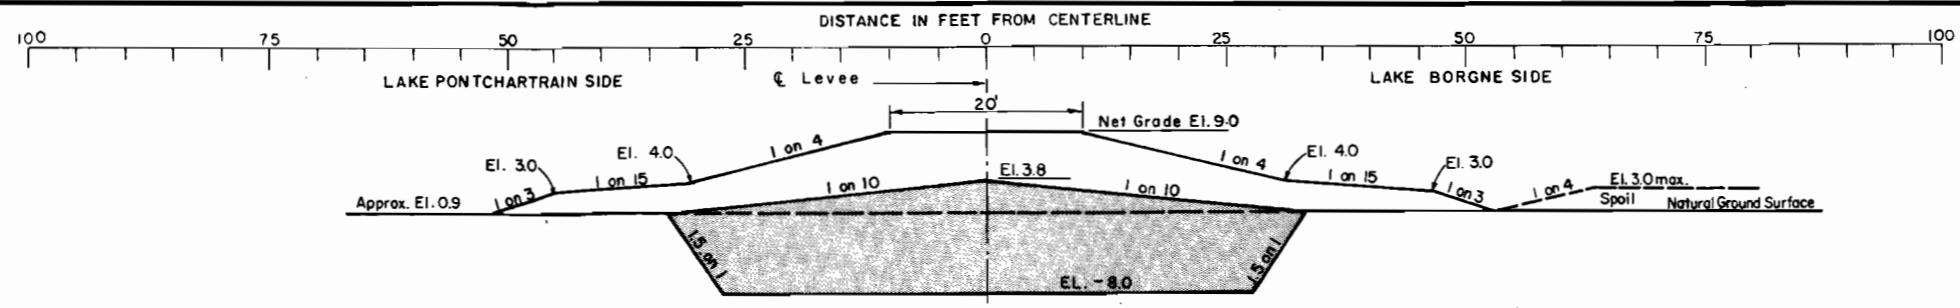 DISTANCE IN FEET FROM CENTERLINE
100 75 50 25 0 25 50 75 100
LAKE PONTCHARTRAIN SIDE
℄ Levee
LAKE BORGNE SIDE
20'
Net Grade El. 9.0
El. 3.0
El. 4.0
1 on 4
El. 3.8
1 on 4
El. 4.0
El. 3.0
1 on 3
1 on 15
1 on 10
1 on 10
1 on 15
1 on 3
1 on 4
El. 3.0 max.
Approx. El. 0.9
Spoil
Natural Ground Surface
1.5 on 1
1.5 on 1
EL. -8.0